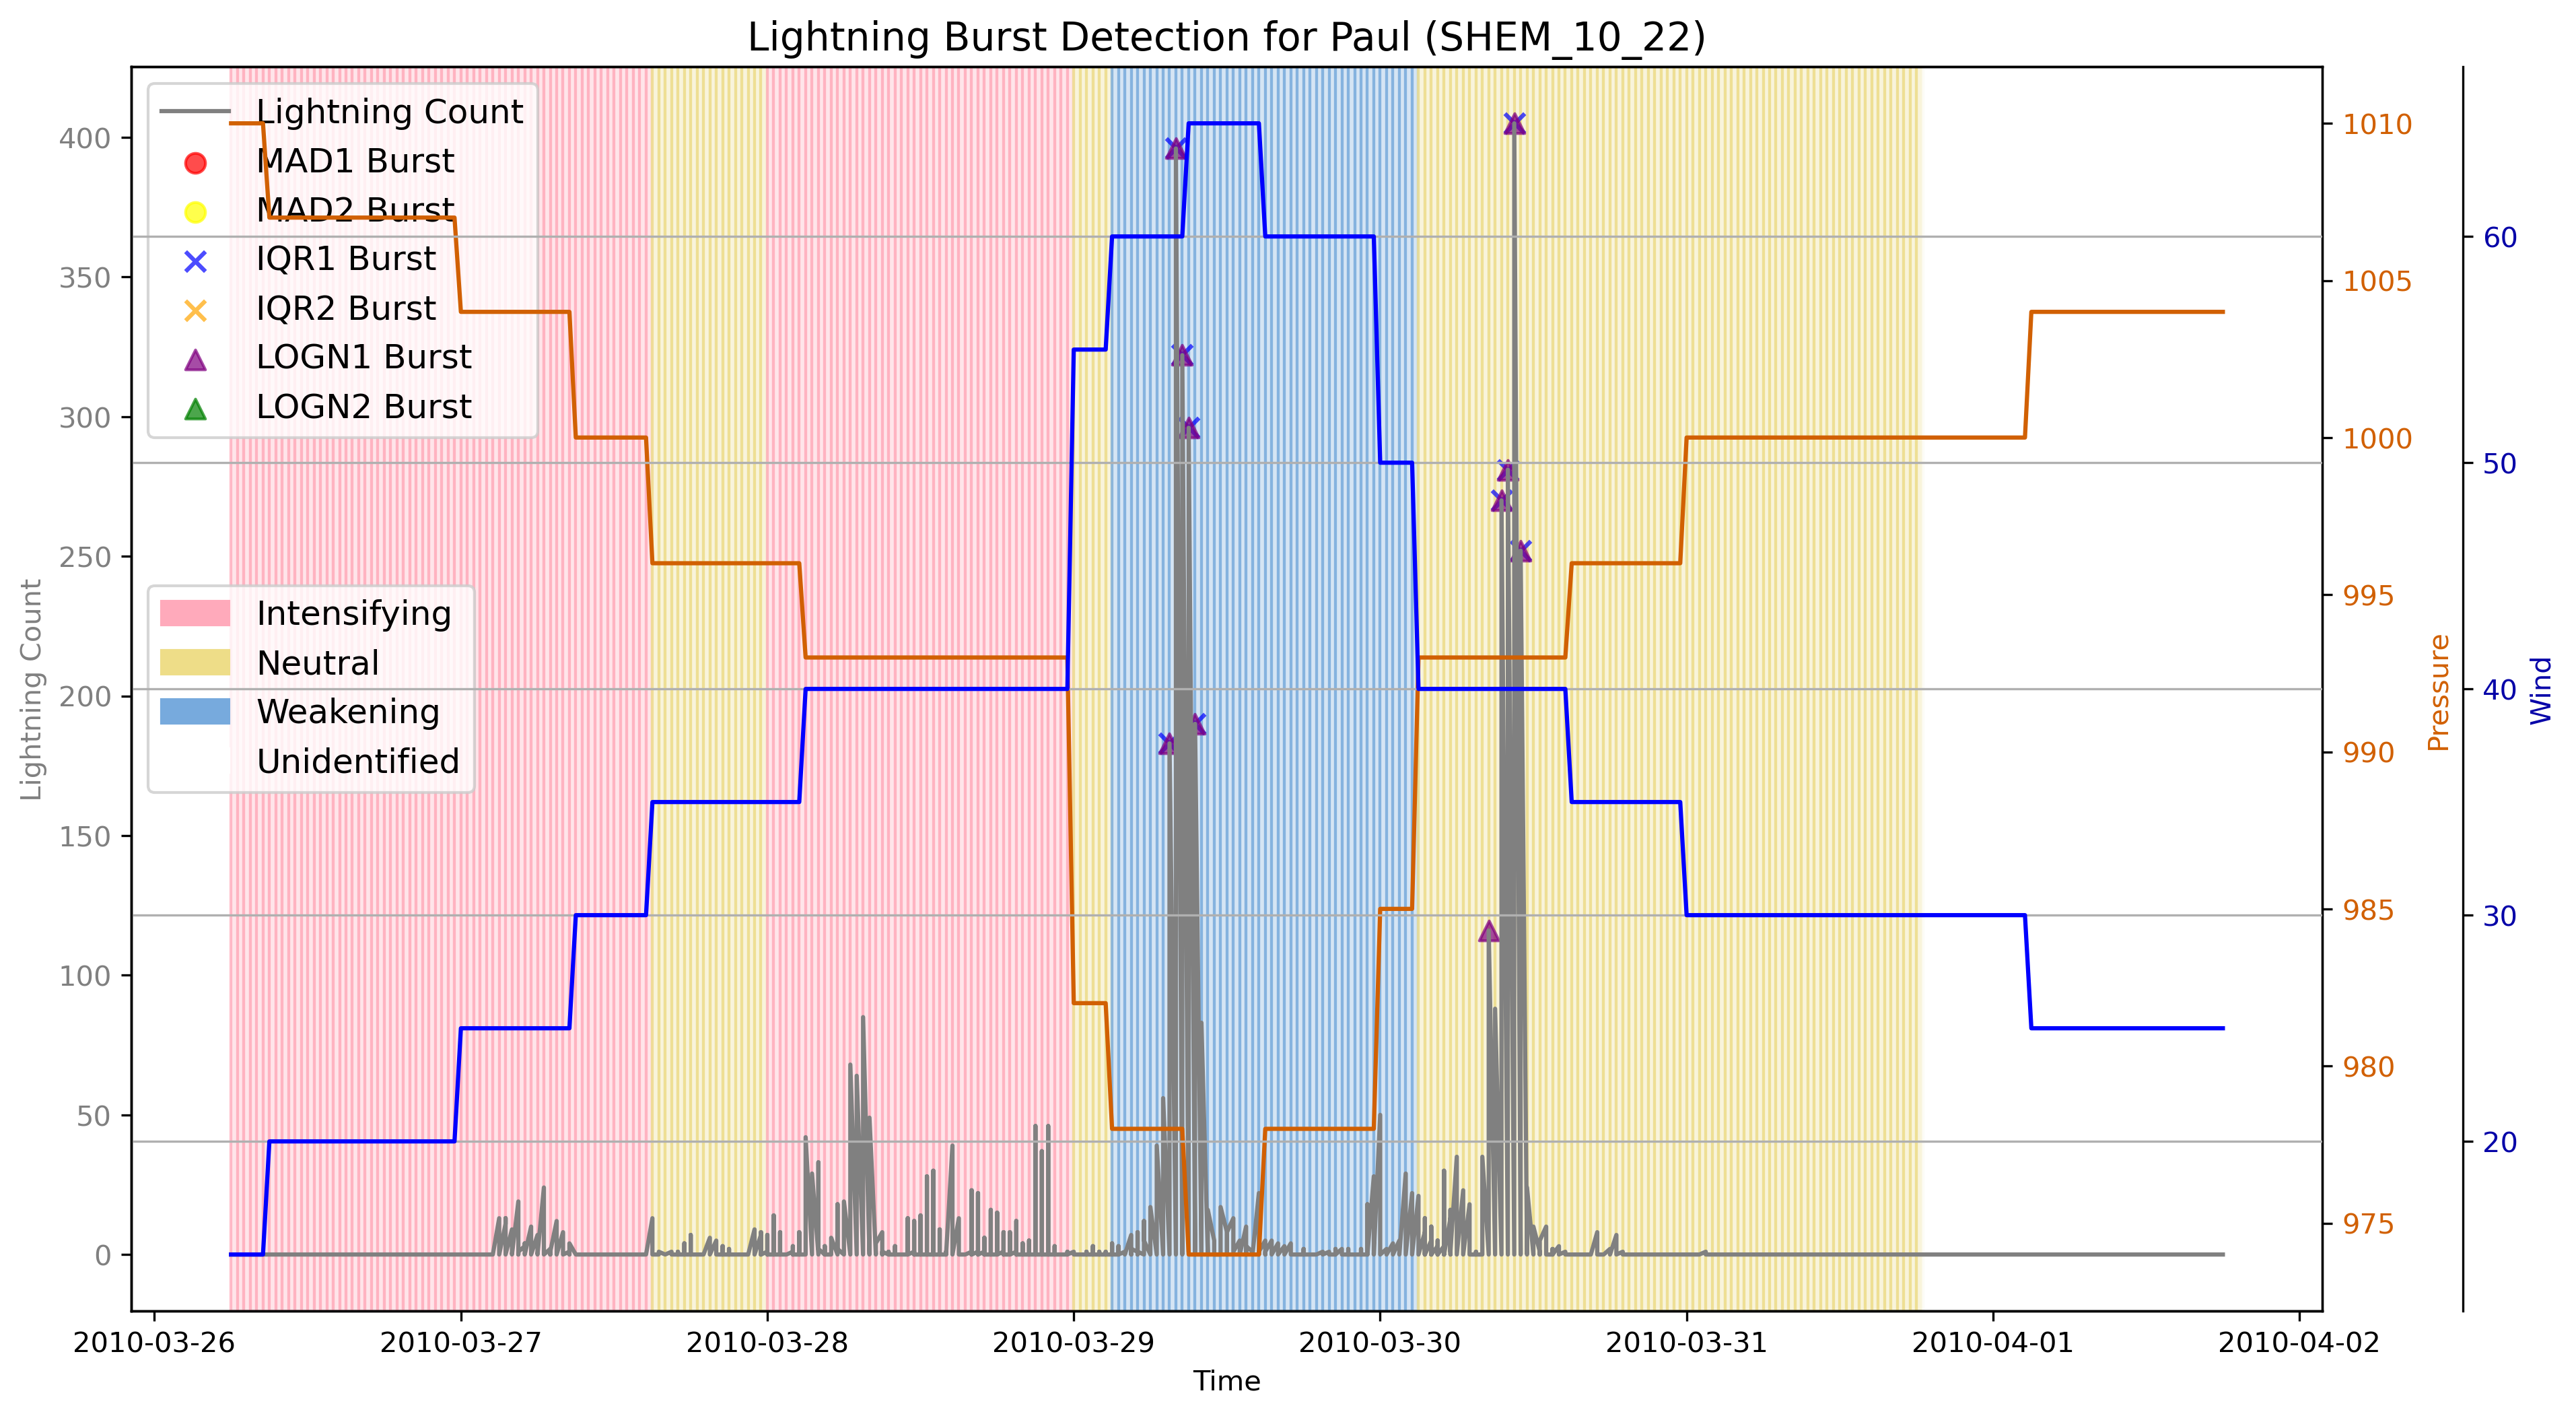 Lightning Burst Detection for Paul (SHEM_10_22)
Lightning Count
MAD1 Burst
MAD2 Burst
IQR1 Burst
IQR2 Burst
LOGN1 Burst
LOGN2 Burst
Intensifying
Neutral
Weakening
Unidentified
400
350
300
250
200
150
100
50
0
Lightning Count
1010
1005
1000
995
990
985
980
975
Pressure
60
50
40
30
20
Wind
2010-03-26
2010-03-27
2010-03-28
2010-03-29
2010-03-30
2010-03-31
2010-04-01
2010-04-02
Time